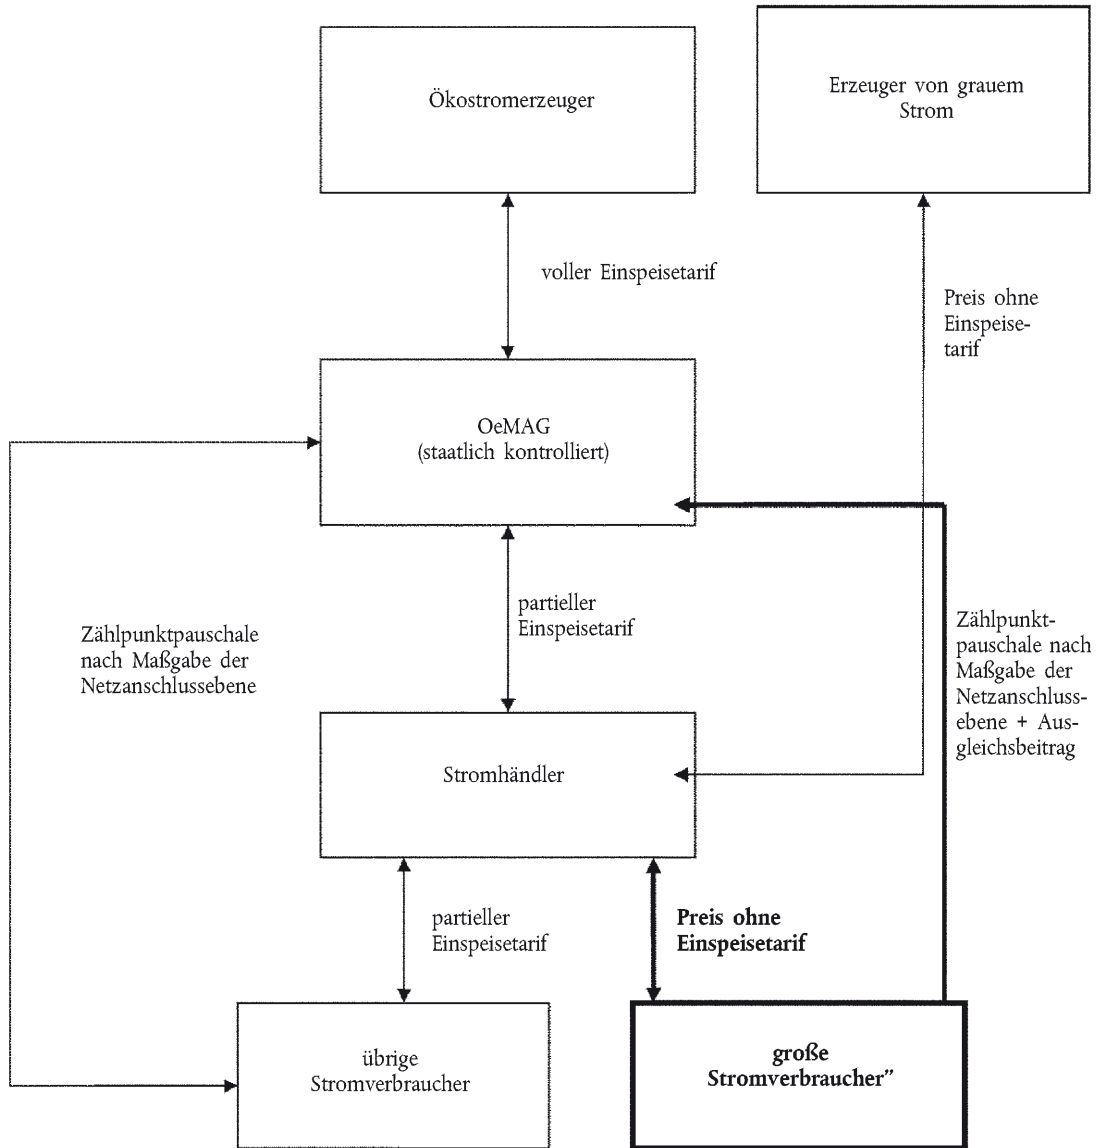 Ökostromerzeuger
Erzeuger von grauem
Strom
voller Einspeisetarif
Preis ohne
Einspeise-
tarif
OeMAG
(staatlich kontrolliert)
partieller
Einspeisetarif
Zählpunktpauschale
nach Maßgabe der
Netzanschlussebene
Zählpunkt-
pauschale nach
Maßgabe der
Netzanschluss-
ebene + Aus-
gleichsbeitrag
Stromhändler
partieller
Einspeisetarif
Preis ohne
Einspeisetarif
übrige
Stromverbraucher
große
Stromverbraucher”